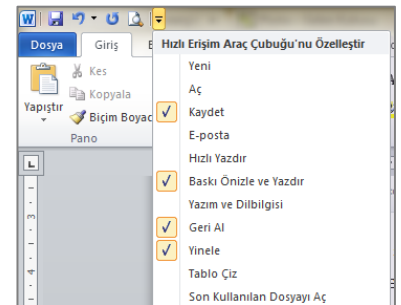 Dosya
Giriş
Hızlı Erişim Araç Çubuğu'nu Özelleştir
Kes
Kopyala
Yapıştır
Biçim Boyac
Pano
Yeni
Aç
Kaydet
E-posta
Hızlı Yazdır
Baskı Önizle ve Yazdır
Yazım ve Dilbilgisi
Geri Al
Yinele
Tablo Çiz
Son Kullanılan Dosyayı Aç